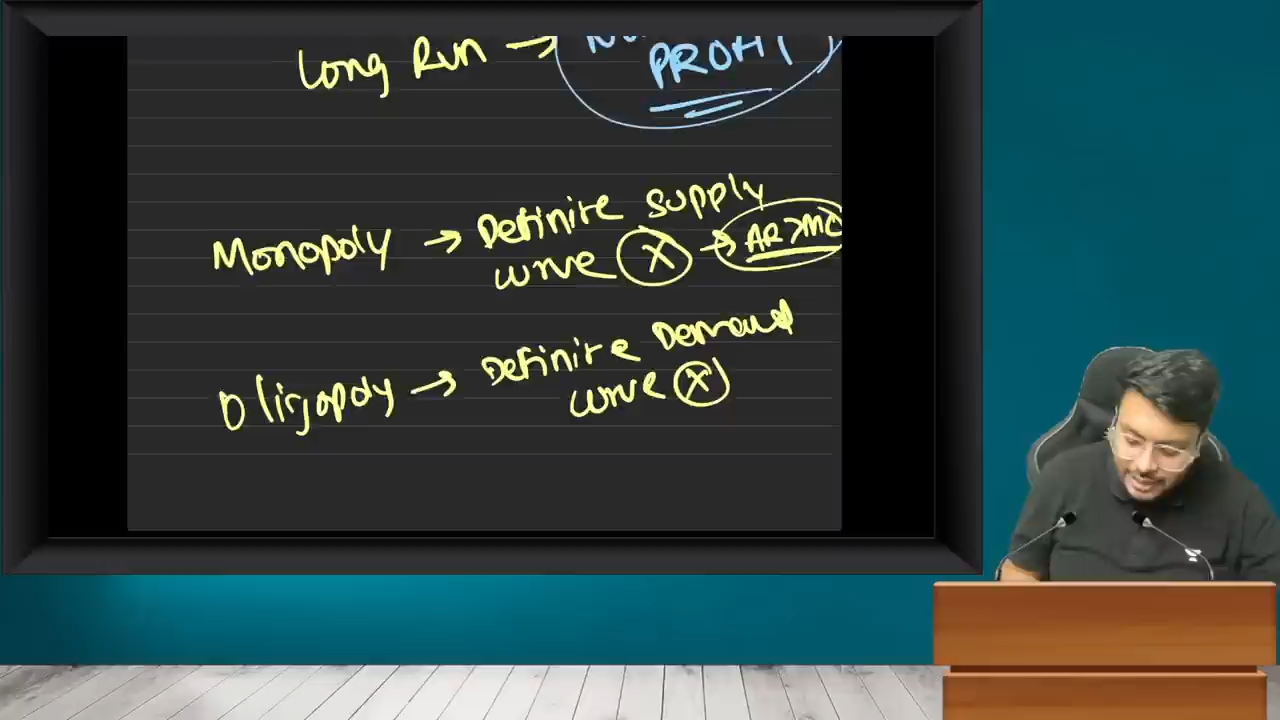 Long Run → PROFIT
Monopoly → Definite supply
curve X → AR>MC
Oligopoly → Definite Demand
curve X